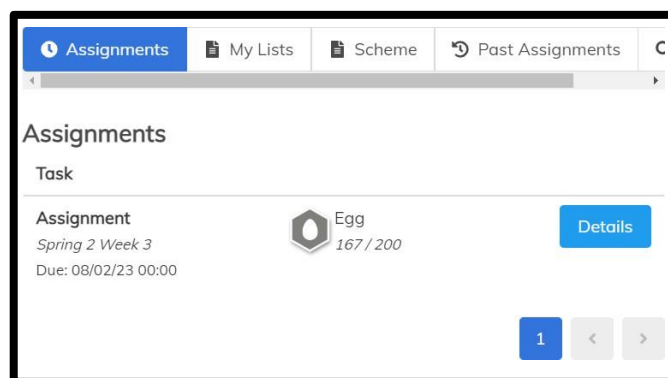 Assignments My Lists Scheme Past Assignments
Assignments
Task
Assignment
Spring 2 Week 3
Due: 08/02/23 00:00
Egg
167 / 200
Details
1